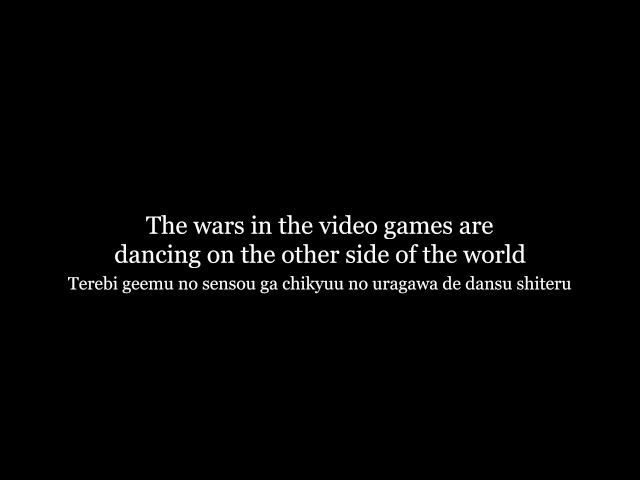 The wars in the video games are
dancing on the other side of the world
Terebi geemu no sensou ga chikyuu no uragawa de dansu shiteru